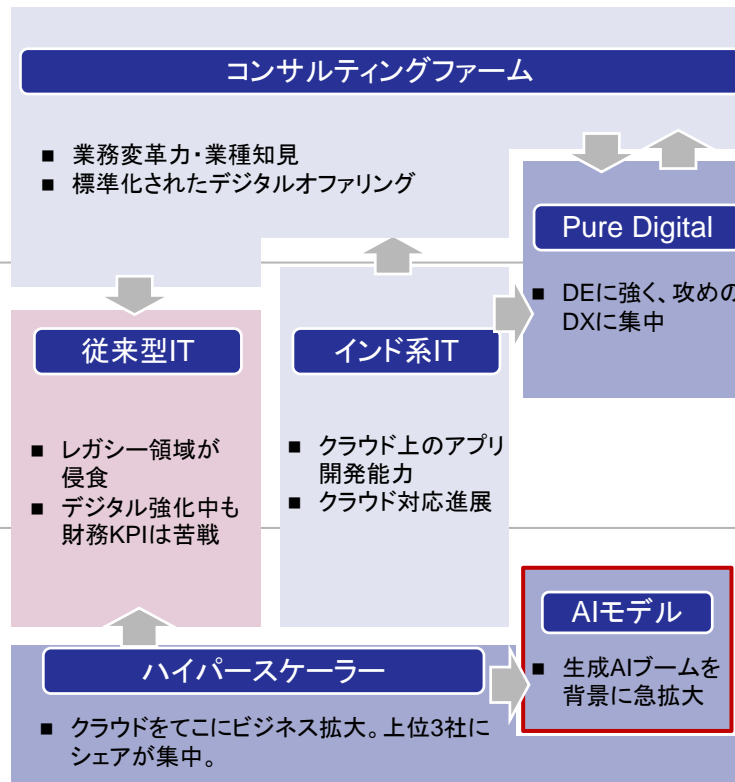 コンサルティングファーム
■ 業務変革力・業種知見
■ 標準化されたデジタルオファリング
Pure Digital
■ DEに強く、攻めの
DXに集中
従来型IT
■ レガシー領域が
侵食
■ デジタル強化中も
財務KPIは苦戦
インド系IT
■ クラウド上のアプリ
開発能力
■ クラウド対応進展
AIモデル
■ 生成AIブームを
背景に急拡大
ハイパースケーラー
■ クラウドをてこにビジネス拡大。上位3社に
シェアが集中。